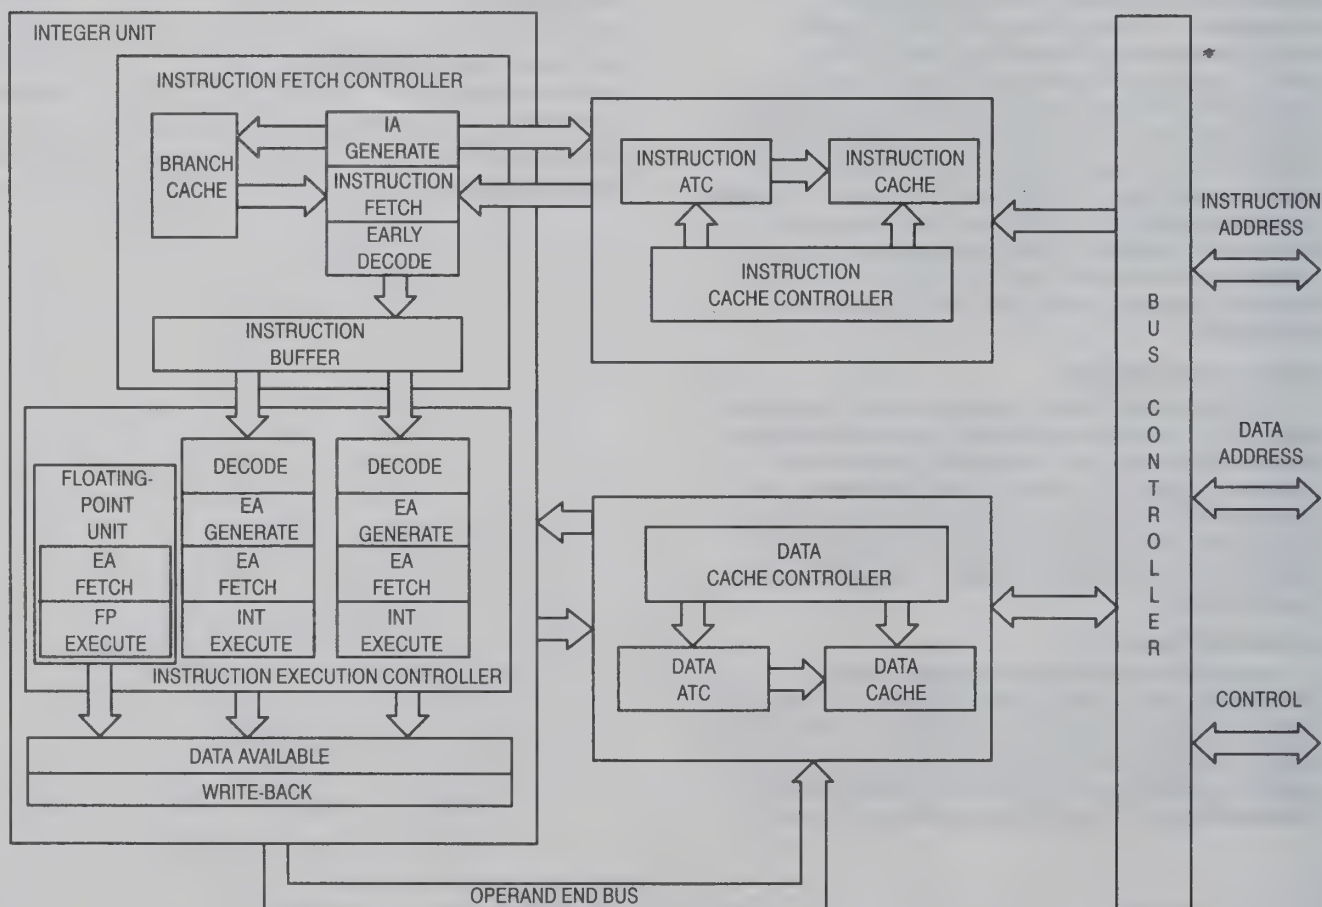 INTEGER UNIT
INSTRUCTION FETCH CONTROLLER
BRANCH
CACHE
IA
GENERATE
INSTRUCTION
FETCH
EARLY
DECODE
INSTRUCTION
BUFFER
INSTRUCTION
ATC
INSTRUCTION
CACHE
INSTRUCTION
CACHE CONTROLLER
FLOATING-
POINT
UNIT
EA
FETCH
FP
EXECUTE
DECODE
EA
GENERATE
EA
FETCH
INT
EXECUTE
DECODE
EA
GENERATE
EA
FETCH
INT
EXECUTE
INSTRUCTION EXECUTION CONTROLLER
DATA AVAILABLE
WRITE-BACK
DATA
CACHE CONTROLLER
DATA
ATC
DATA
CACHE
OPERAND END BUS
BUS CONTROLLER
INSTRUCTION
ADDRESS
DATA
ADDRESS
CONTROL